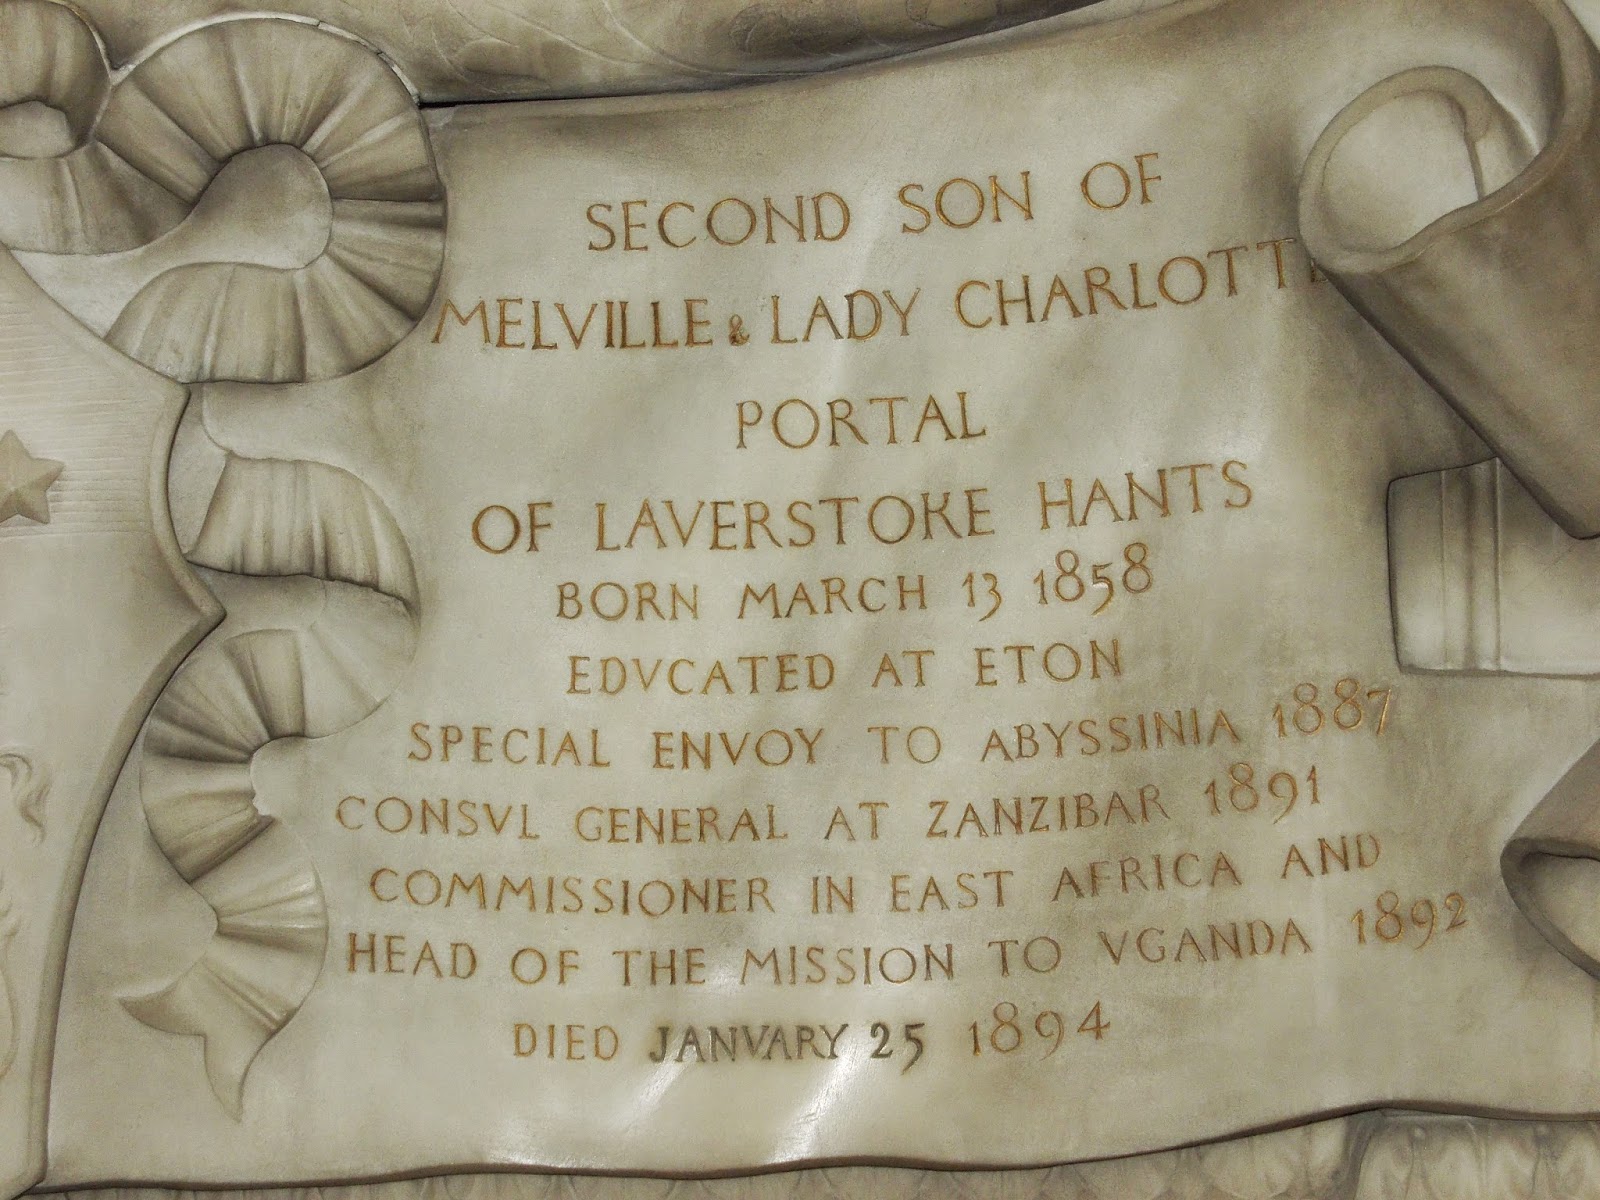 SECOND SON OF
MELVILLE & LADY CHARLOTTE
PORTAL
OF LAVERSTOKE HANTS
BORN MARCH 13 1858
EDVCATED AT ETON
SPECIAL ENVOY TO ABYSSINIA 1887
CONSVL GENERAL AT ZANZIBAR 1891
COMMISSIONER IN EAST AFRICA AND
HEAD OF THE MISSION TO VGANDA 1892
DIED JANVARY 25 1894